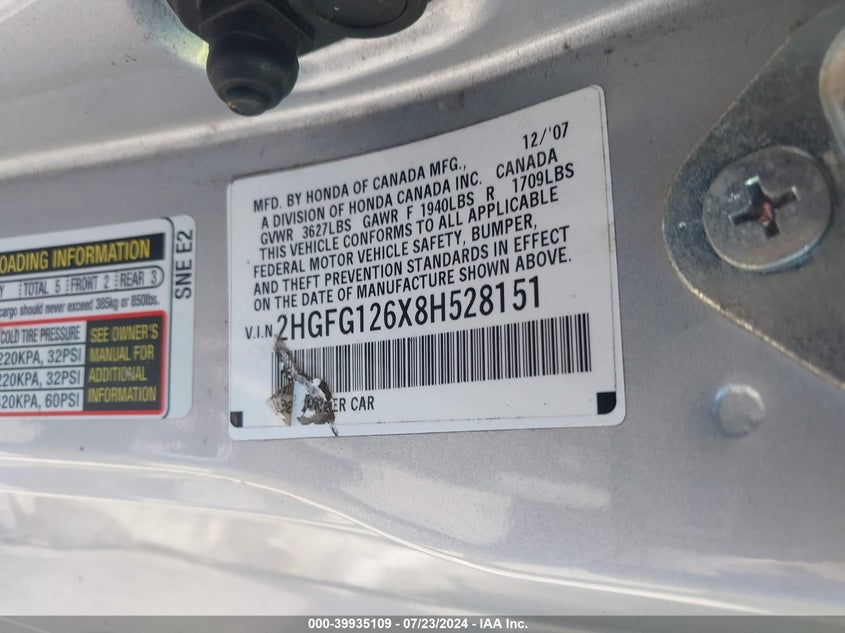 OADING INFORMATION
Y TOTAL 5 FRONT 2 REAR 3
cargo should never exceed 385kg or 850lbs.
COLD TIRE PRESSURE
220KPA, 32PSI
220KPA, 32PSI
420KPA, 60PSI
SEE OWNER'S
MANUAL FOR
ADDITIONAL
INFORMATION
SNE E2
12/'07
MFD. BY HONDA OF CANADA MFG.,
A DIVISION OF HONDA CANADA INC. CANADA
GVWR 3627LBS GAWR F 1940LBS R 1709LBS
THIS VEHICLE CONFORMS TO ALL APPLICABLE
FEDERAL MOTOR VEHICLE SAFETY, BUMPER,
AND THEFT PREVENTION STANDARDS IN EFFECT
ON THE DATE OF MANUFACTURE SHOWN ABOVE.
V.I.N. 2HGFG126X8H528151
ER CAR
000-39935109 - 07/23/2024 - IAA Inc.